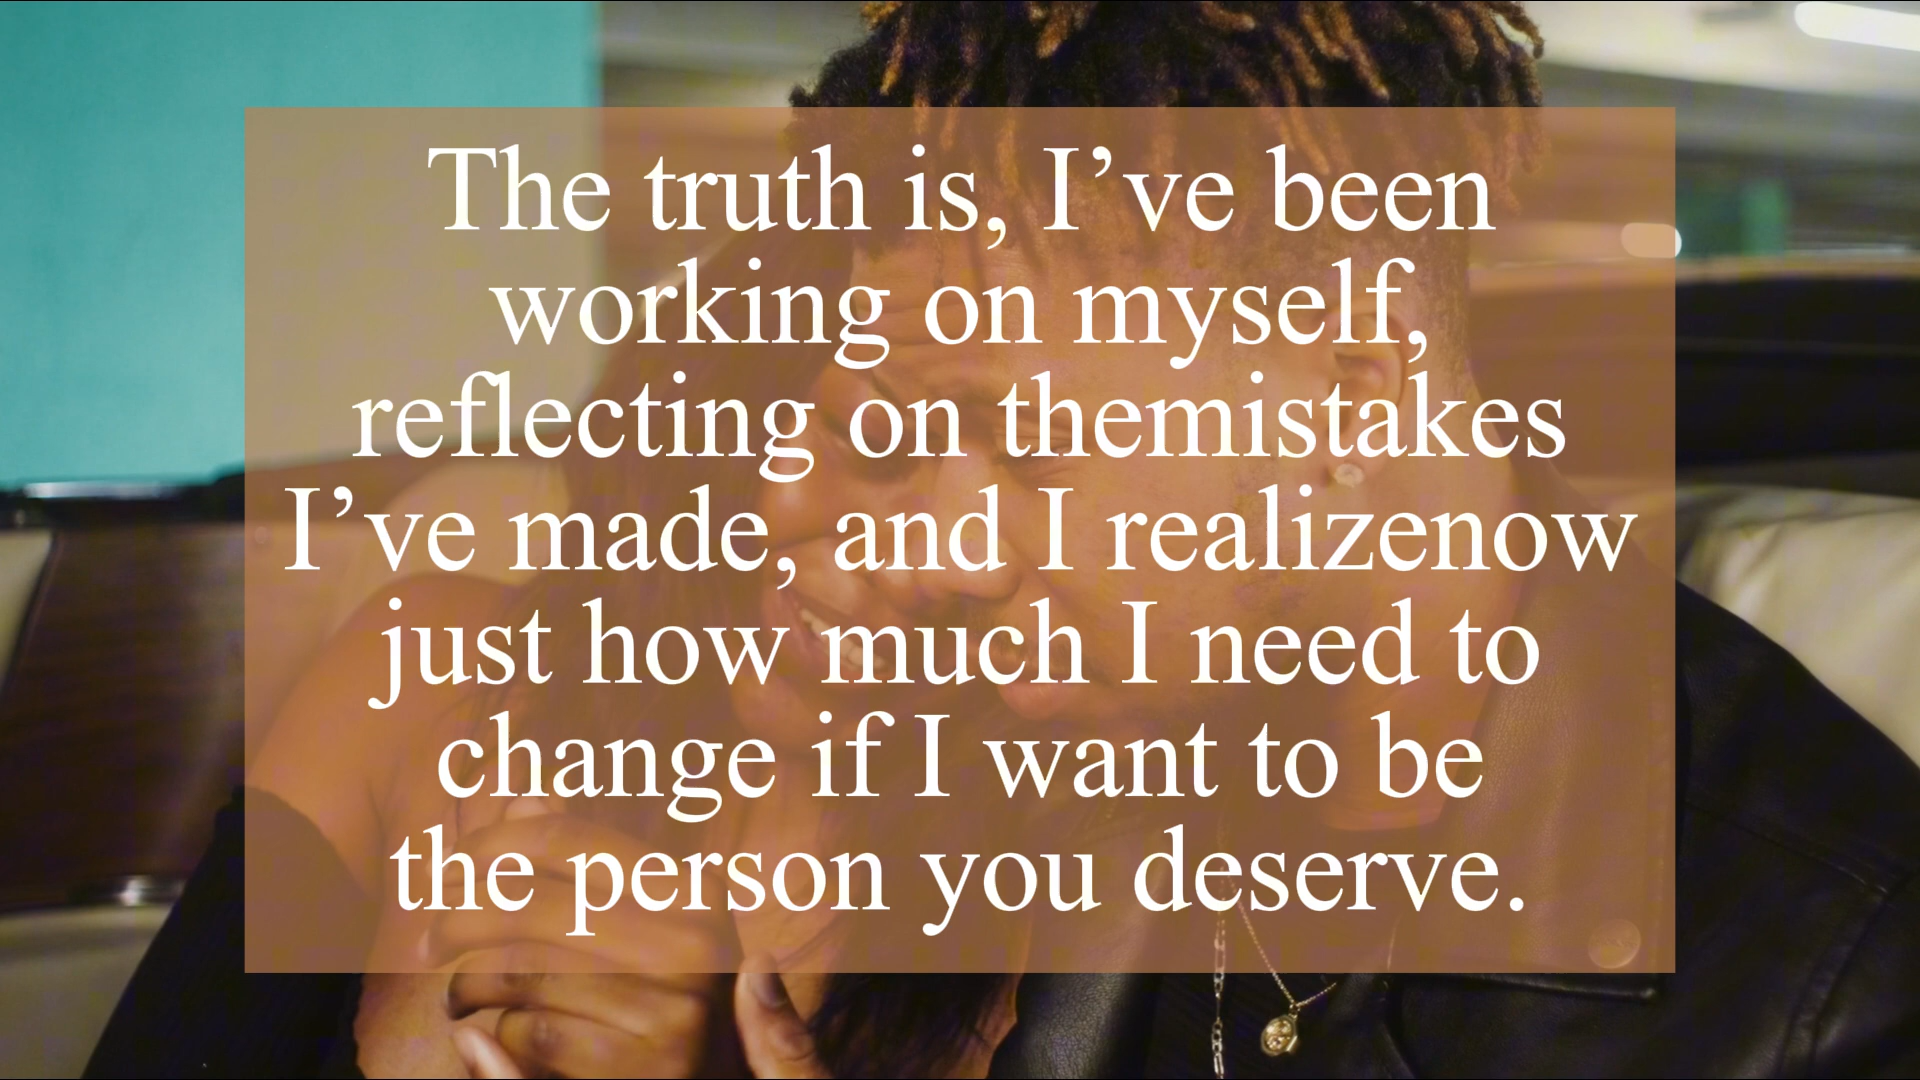 The truth is, I’ve been
working on myself,
reflecting on themistakes
I’ve made, and I realizenow
just how much I need to
change if I want to be
the person you deserve.